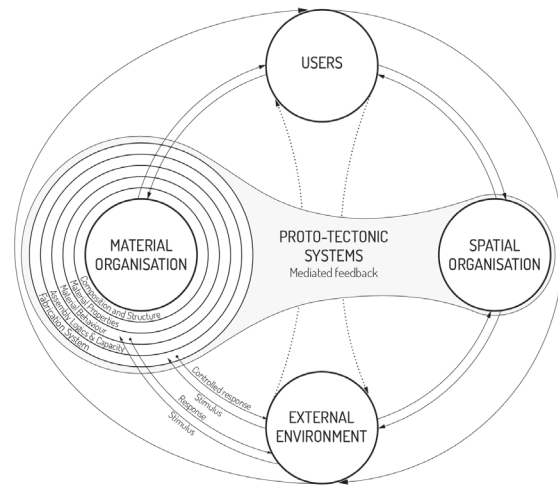 USERS
PROTO-TECTONIC
SYSTEMS
Mediated feedback
MATERIAL
ORGANISATION
SPATIAL
ORGANISATION
Composition and Structure
Material Properties
Material Behaviour
Assembly Logics & Capacity
Fabrication System
Controlled response
Stimulus
Response
Stimulus
EXTERNAL
ENVIRONMENT